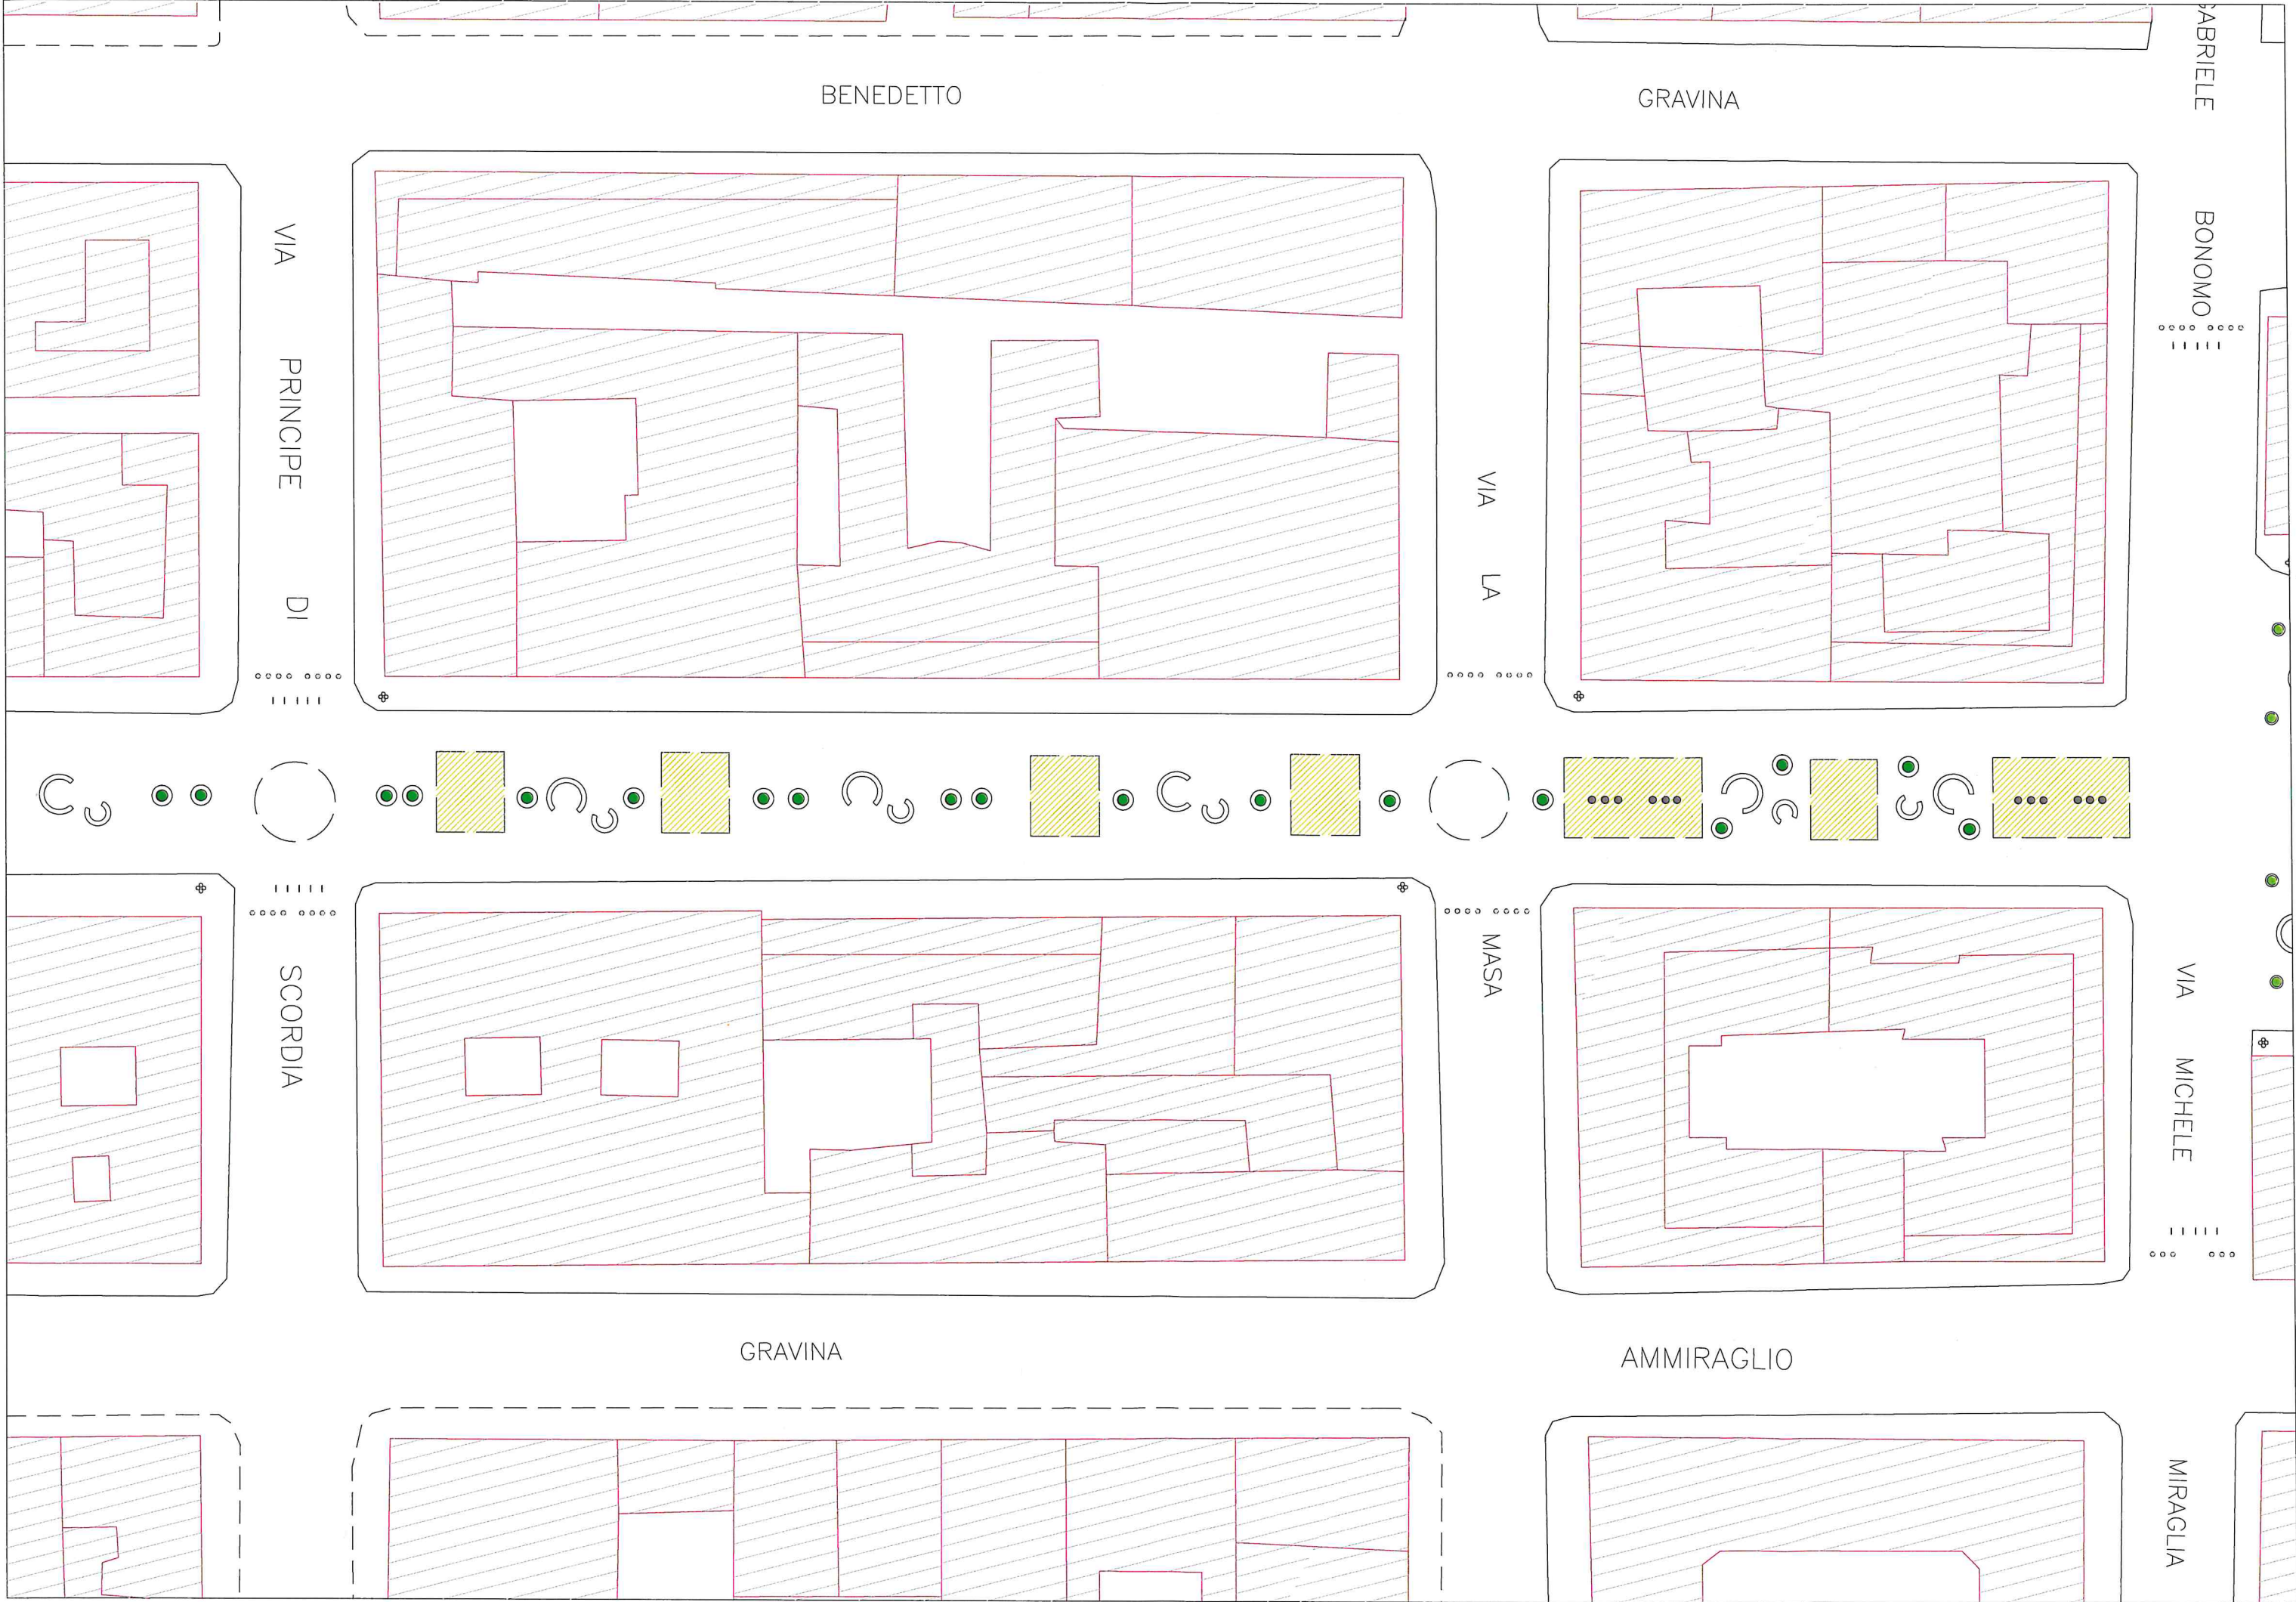 BENEDETTO GRAVINA
GABRIELE BONOMO
VIA PRINCIPE DI SCORDIA
VIA LA MASA
VIA MICHELE MIRAGLIA
GRAVINA AMMIRAGLIO